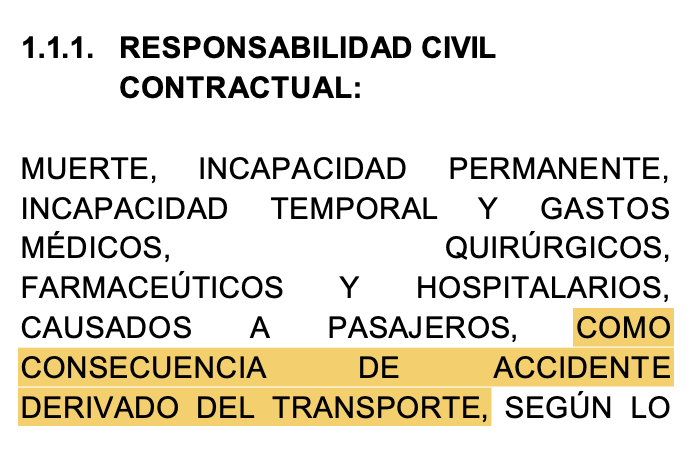 1.1.1. RESPONSABILIDAD CIVIL
CONTRACTUAL:
MUERTE, INCAPACIDAD PERMANENTE,
INCAPACIDAD TEMPORAL Y GASTOS
MÉDICOS, QUIRÚRGICOS,
FARMACEÚTICOS Y HOSPITALARIOS,
CAUSADOS A PASAJEROS, COMO
CONSECUENCIA DE ACCIDENTE
DERIVADO DEL TRANSPORTE, SEGÚN LO